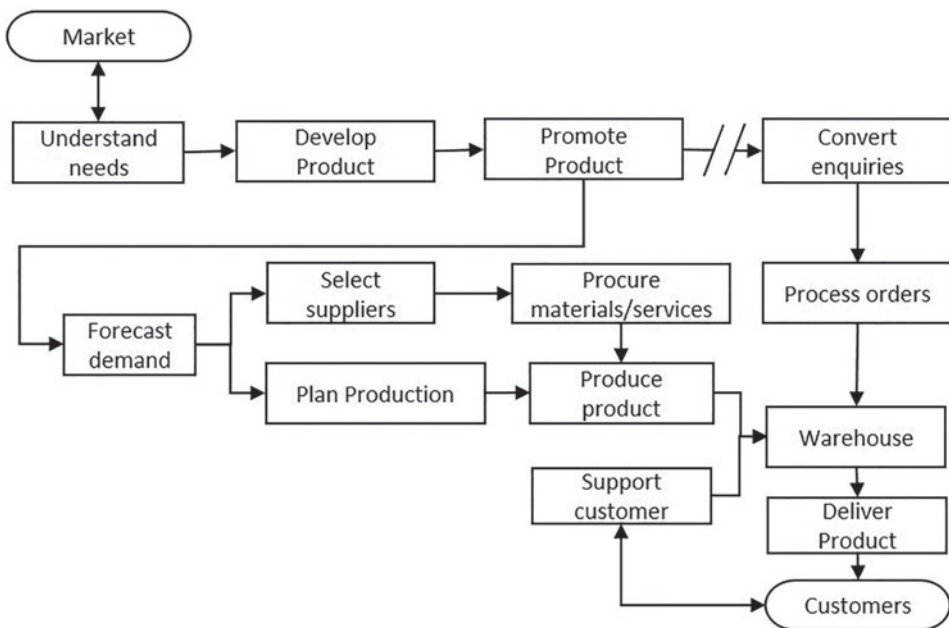 Market
Understand
needs
Develop
Product
Promote
Product
Convert
enquiries
Select
suppliers
Procure
materials/services
Process orders
Forecast
demand
Plan Production
Produce
product
Warehouse
Support
customer
Deliver
Product
Customers